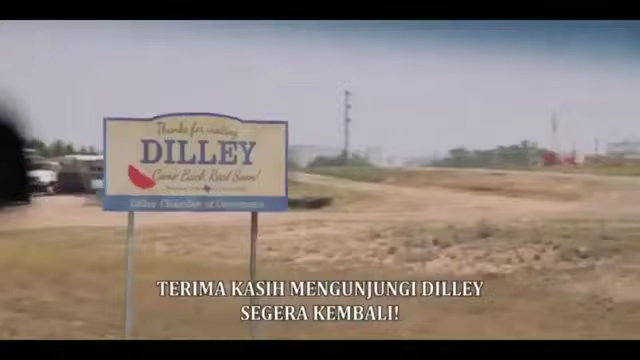 Thanks for visiting
DILLEY
Come Back Real Soon!
Dilley Chamber of Commerce
TERIMA KASIH MENGUNJUNGI DILLEY
SEGERA KEMBALI!